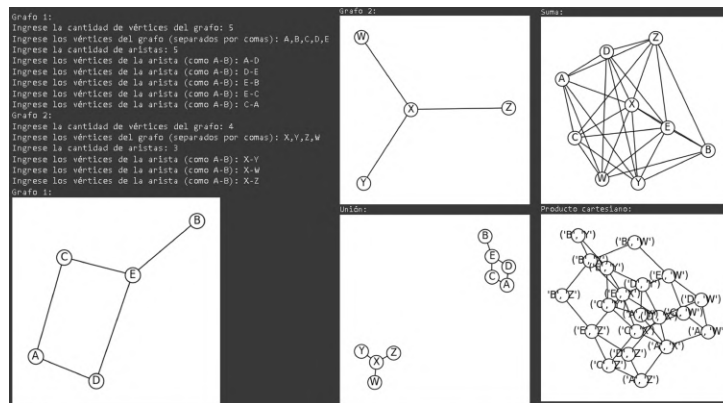 Grafo 1:
Ingrese la cantidad de vértices del grafo: 5
Ingrese los vértices del grafo (separados por comas): A,B,C,D,E
Ingrese la cantidad de aristas: 5
Ingrese los vértices de la arista (como A-B): A-D
Ingrese los vértices de la arista (como A-B): D-E
Ingrese los vértices de la arista (como A-B): E-B
Ingrese los vértices de la arista (como A-B): E-C
Ingrese los vértices de la arista (como A-B): C-A
Grafo 2:
Ingrese la cantidad de vértices del grafo: 4
Ingrese los vértices del grafo (separados por comas): X,Y,Z,W
Ingrese la cantidad de aristas: 3
Ingrese los vértices de la arista (como A-B): X-Y
Ingrese los vértices de la arista (como A-B): X-W
Ingrese los vértices de la arista (como A-B): X-Z
Grafo 1:
B
C
E
A
D
Grafo 2:
W
X
Z
Y
Unión:
B
E
D
C
A
Y
Z
X
W
Suma:
Z
D
A
X
E
C
B
W
Y
Producto cartesiano:
('B', 'Y')
('B', 'W')
('E', 'W')
('B', 'Z')
('A', 'W')
('E', 'Z')
('A', 'X')
('D', 'Z')
('C', 'Z')
('A', 'Z')